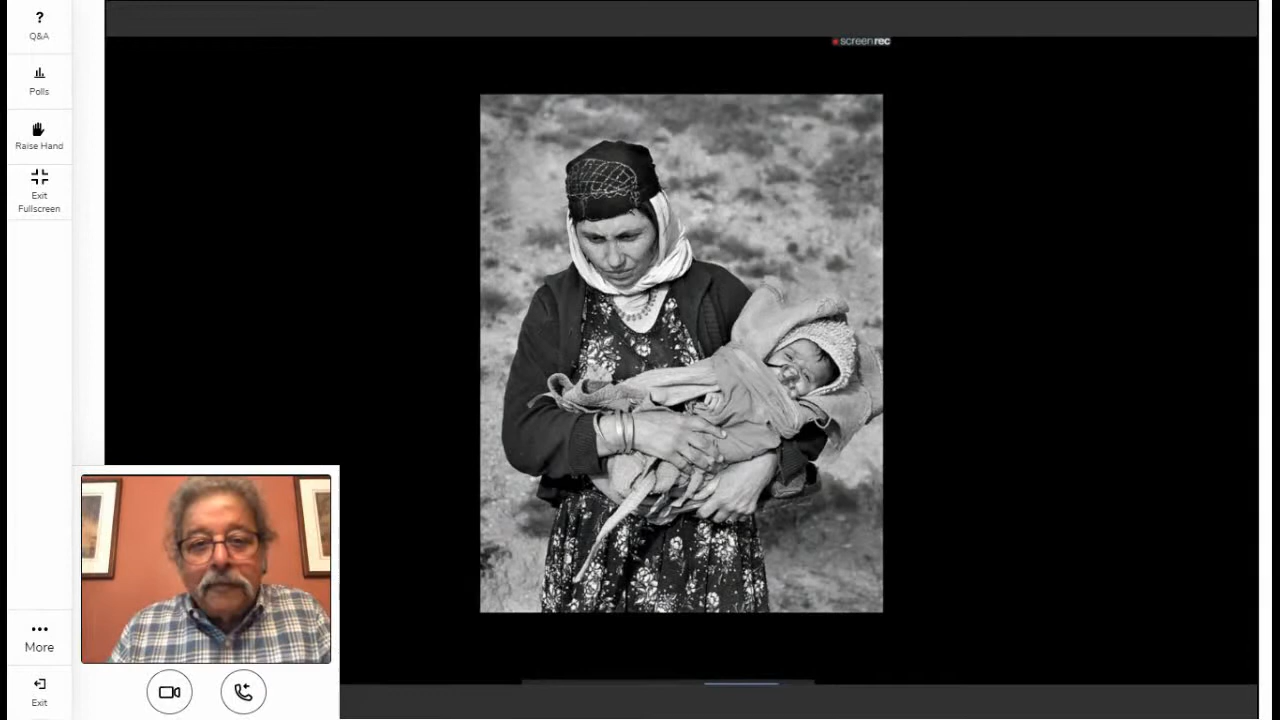 ?
Q&A
Polls
Raise Hand
Exit
Fullscreen
screenrec
More
Exit